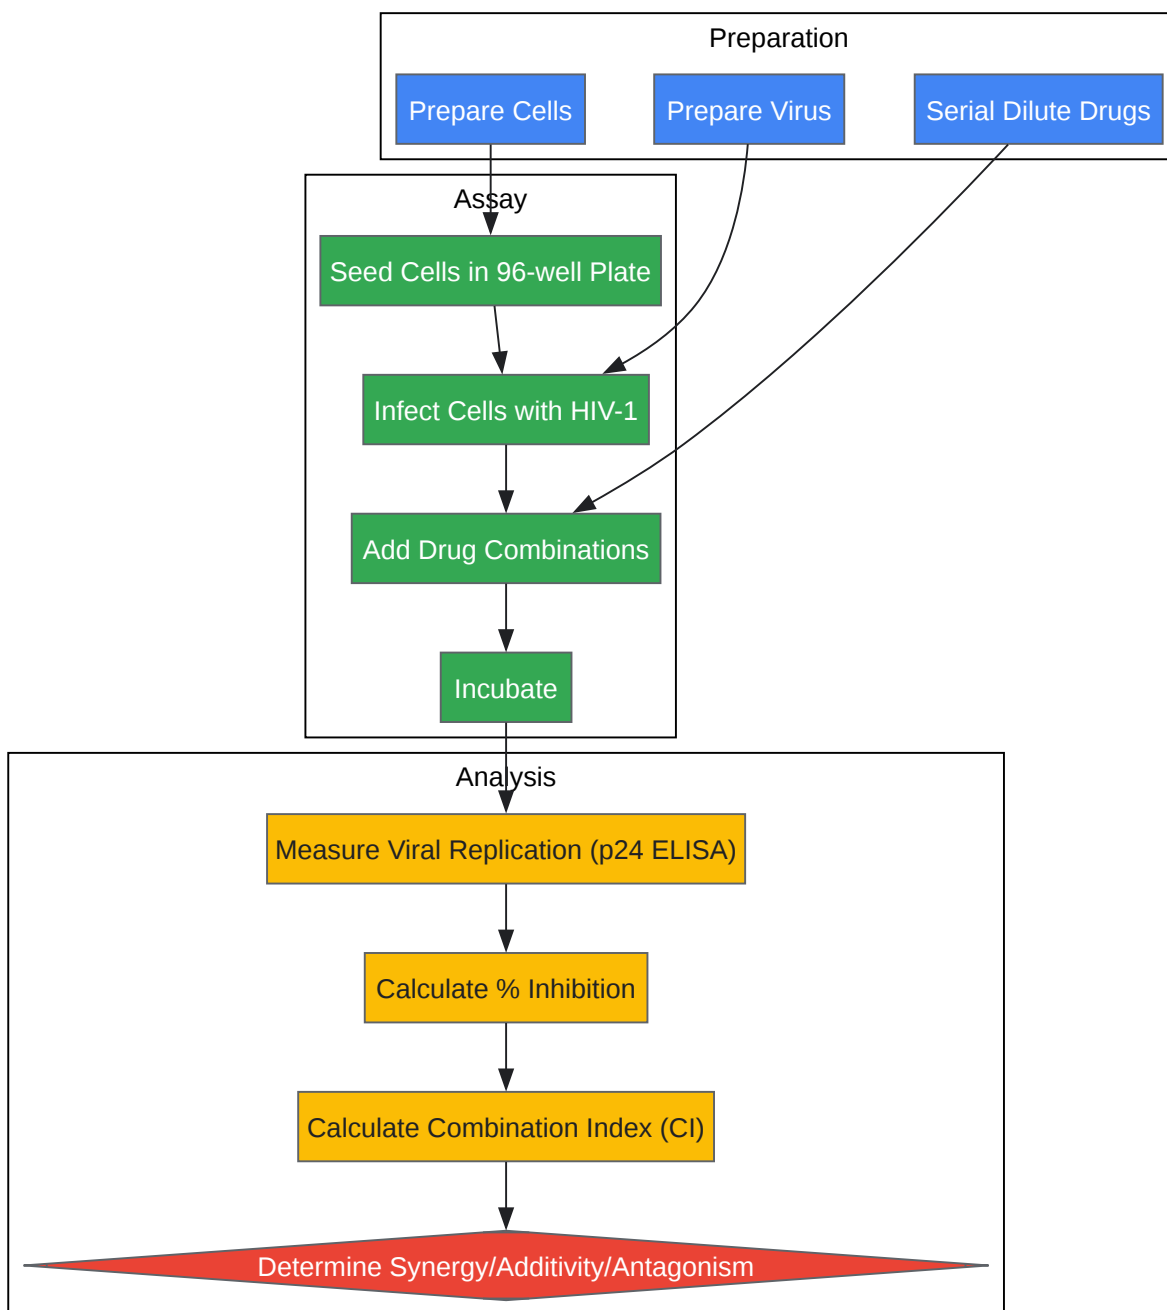 Preparation
Prepare Cells
Prepare Virus
Serial Dilute Drugs
Assay
Seed Cells in 96-well Plate
Infect Cells with HIV-1
Add Drug Combinations
Incubate
Analysis
Measure Viral Replication (p24 ELISA)
Calculate % Inhibition
Calculate Combination Index (CI)
Determine Synergy/Additivity/Antagonism